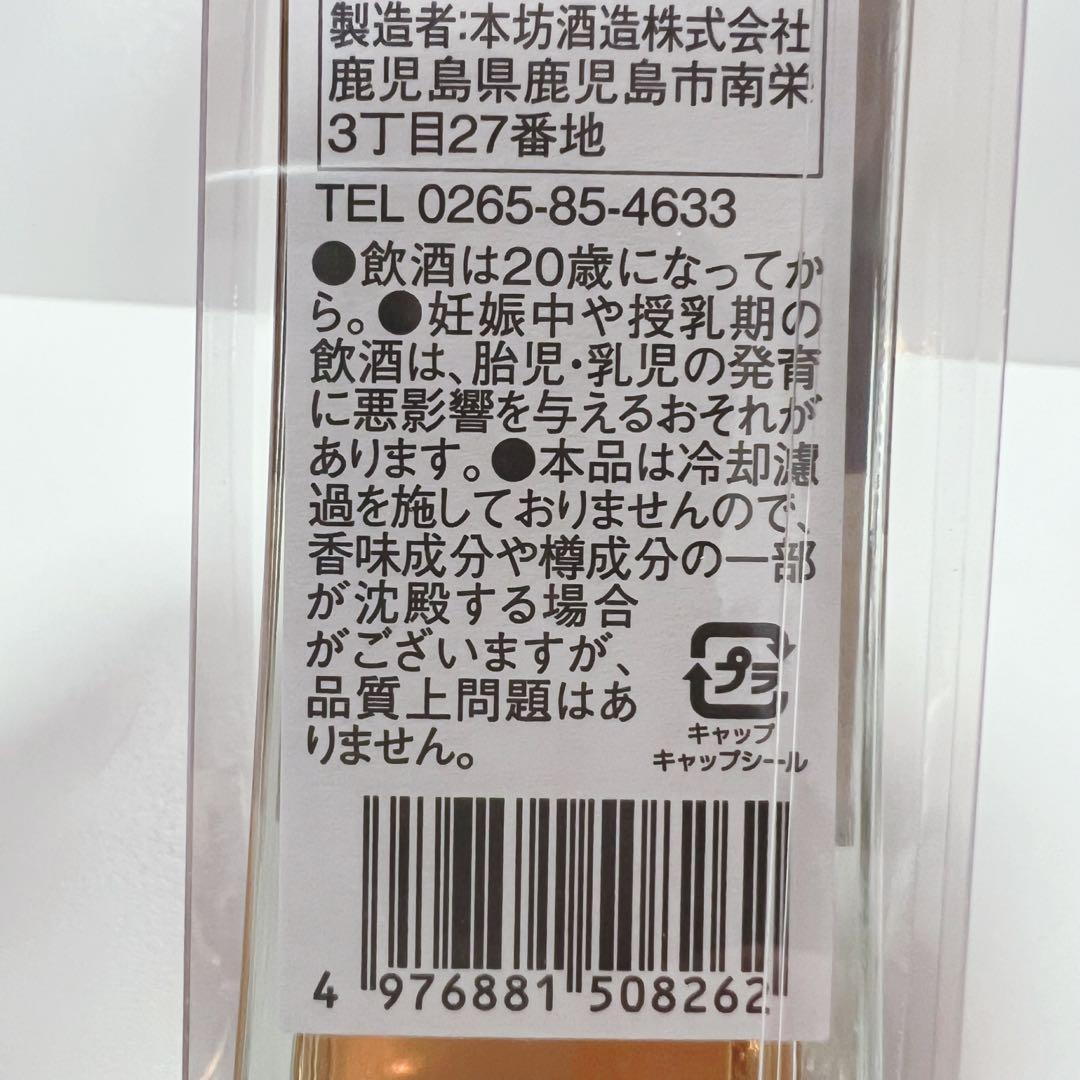 製造者:本坊酒造株式会社
鹿児島県鹿児島市南栄
3丁目27番地
TEL 0265-85-4633
●飲酒は20歳になってか
ら。●妊娠中や授乳期の
飲酒は、胎児・乳児の発育
に悪影響を与えるおそれが
あります。●本品は冷却濾
過を施しておりませんので、
香味成分や樽成分の一部
が沈殿する場合
がございますが、
品質上問題はあ
りません。
プラ
キャップ
キャップシール
4 976881 508262